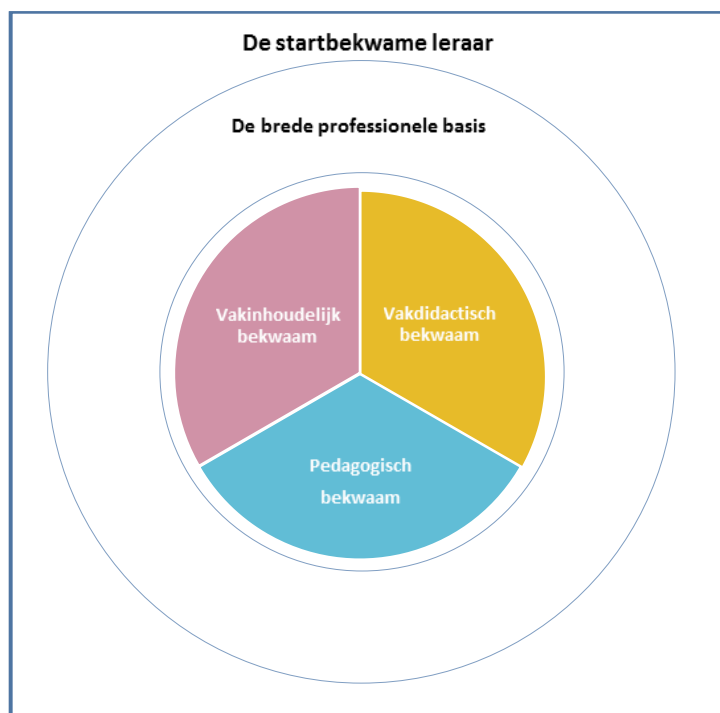 De startbekwame leraar
De brede professionele basis
Vakinhoudelijk
bekwaam
Vakdidactisch
bekwaam
Pedagogisch
bekwaam